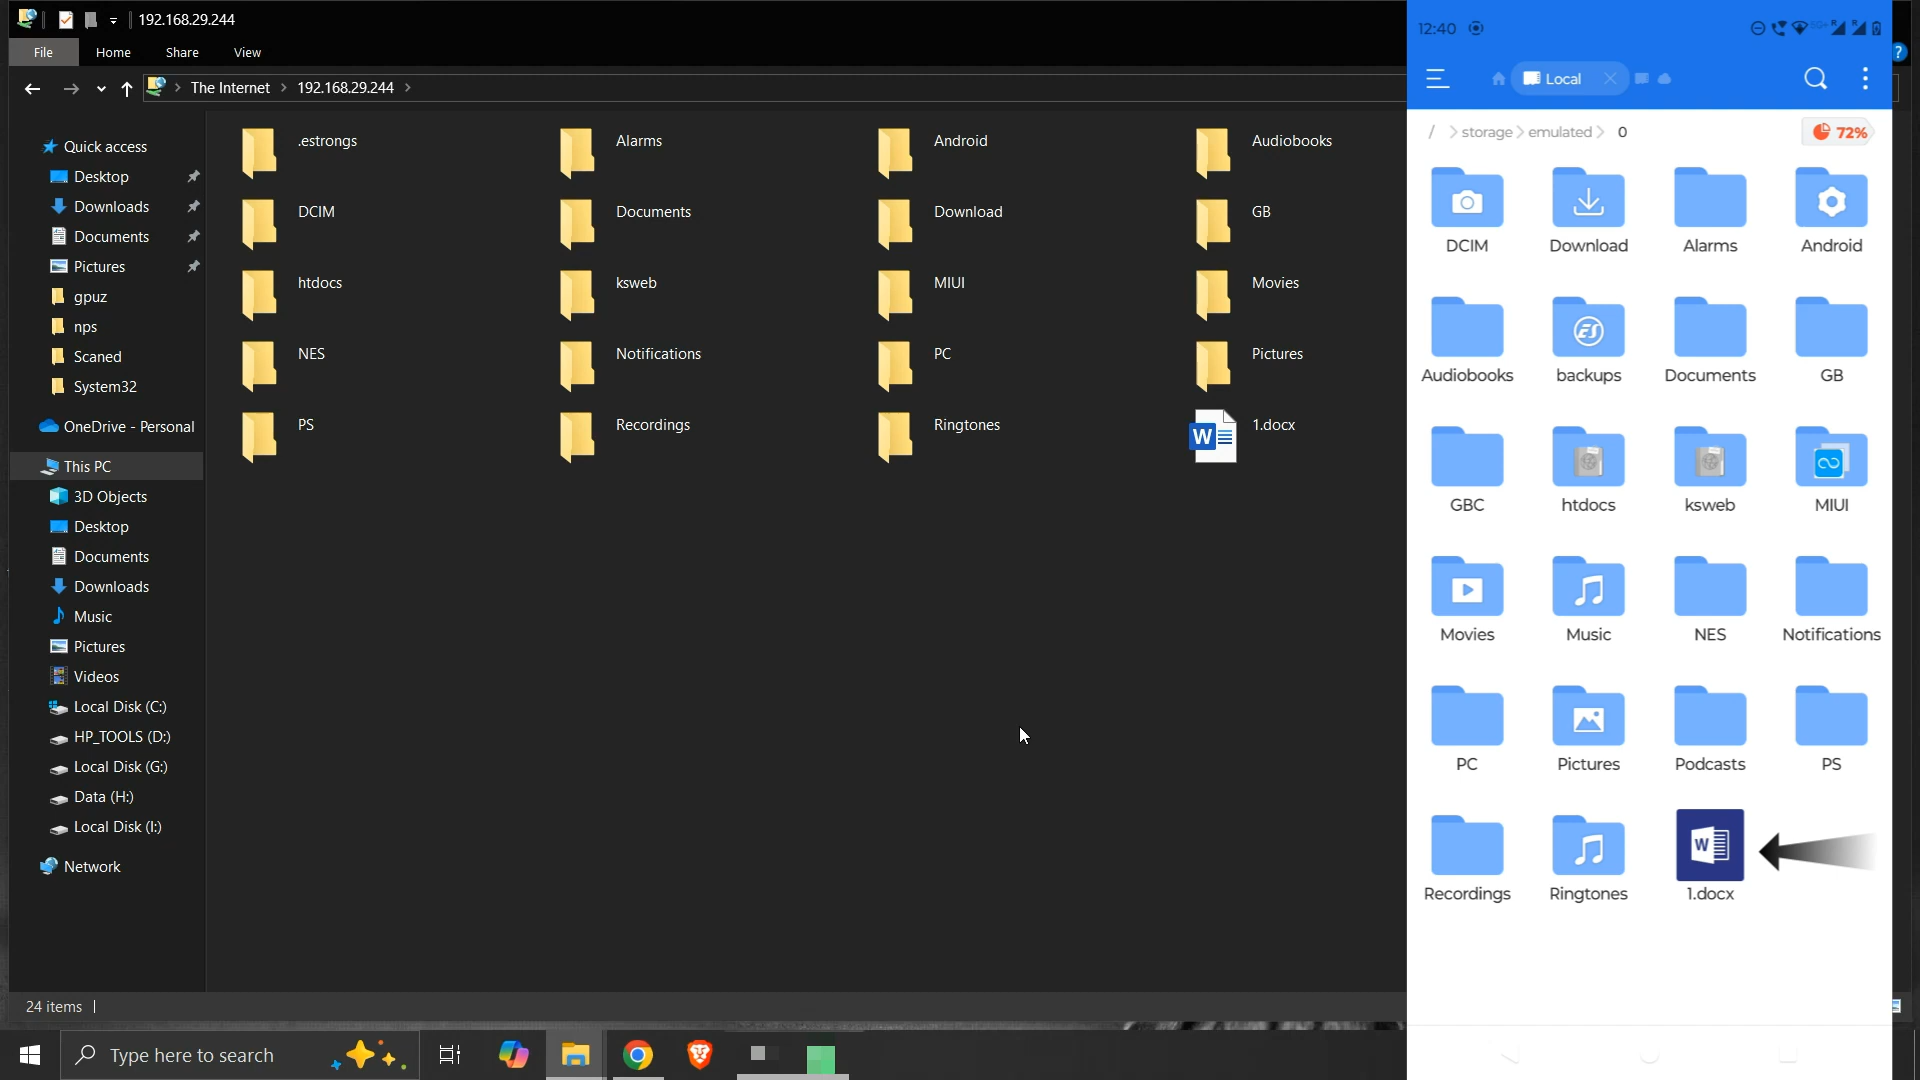 192.168.29.244
File Home Share View
The Internet 192.168.29.244
Quick access
Desktop
Downloads
Documents
Pictures
gpuz
nps
Scaned
System32
OneDrive - Personal
This PC
3D Objects
Desktop
Documents
Downloads
Music
Pictures
Videos
Local Disk (C:)
HP_TOOLS (D:)
Local Disk (G:)
Data (H:)
Local Disk (I:)
Network
.estrongs Alarms Android Audiobooks
DCIM Documents Download GB
htdocs ksweb MIUI Movies
NES Notifications PC Pictures
PS Recordings Ringtones 1.docx
24 items
Type here to search
12:40
Local
/ storage emulated 0
72%
DCIM Download Alarms Android
Audiobooks backups Documents GB
GBC htdocs ksweb MIUI
Movies Music NES Notifications
PC Pictures Podcasts PS
Recordings Ringtones 1.docx